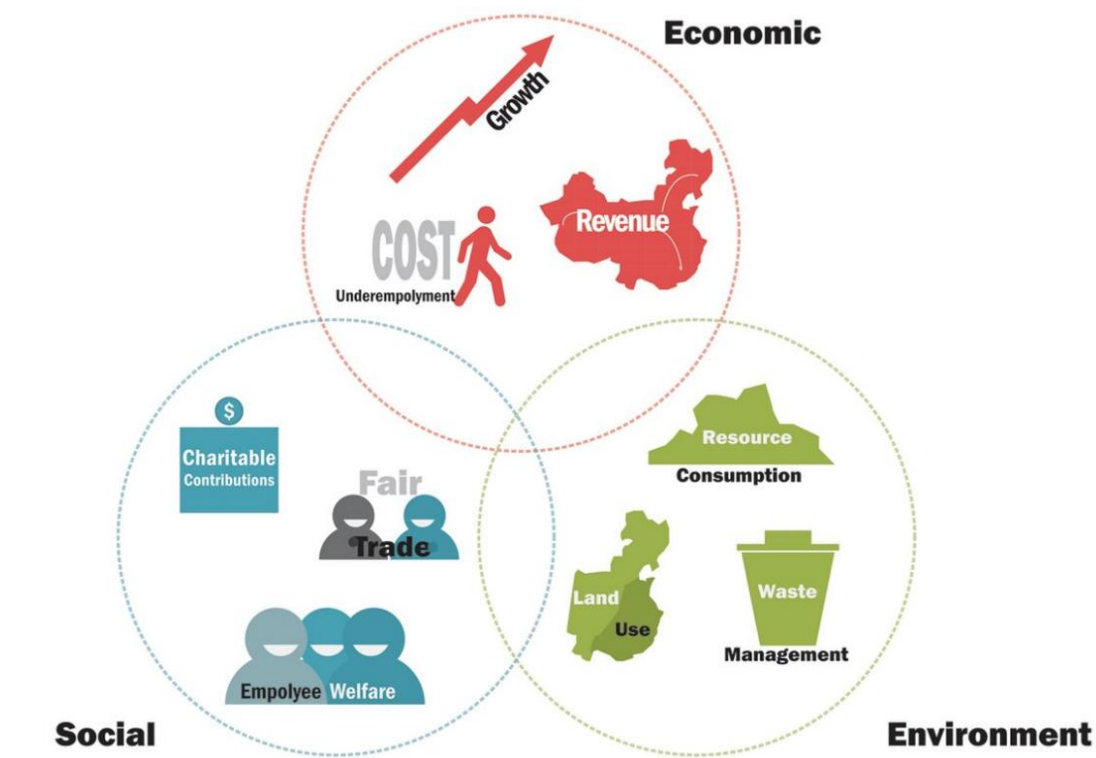 Economic
Growth
Revenue
COST
Underempolyment
$
Charitable
Contributions
Fair
Trade
Empolyee Welfare
Social
Resource
Consumption
Land
Use
Waste
Management
Environment